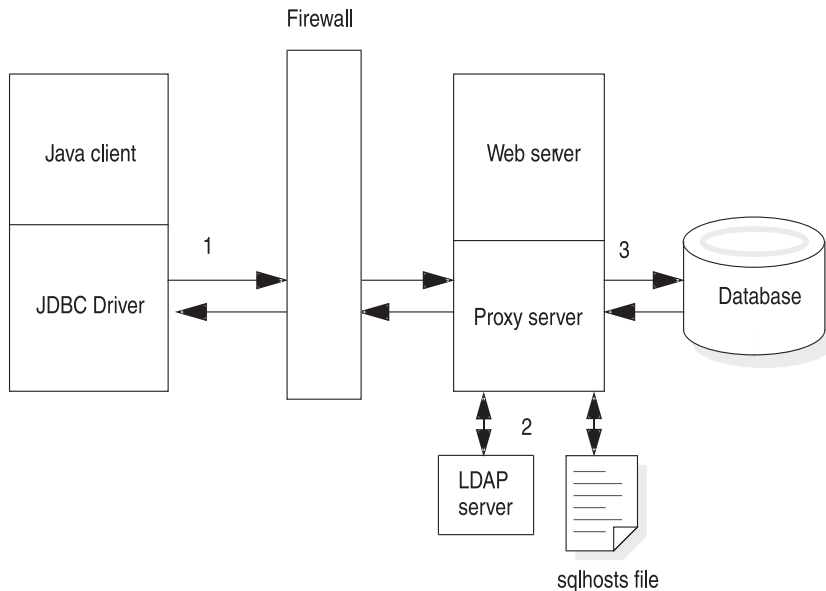 Firewall
Java client
Web server
1
3
JDBC Driver
Proxy server
Database
2
LDAP
server
sqlhosts file